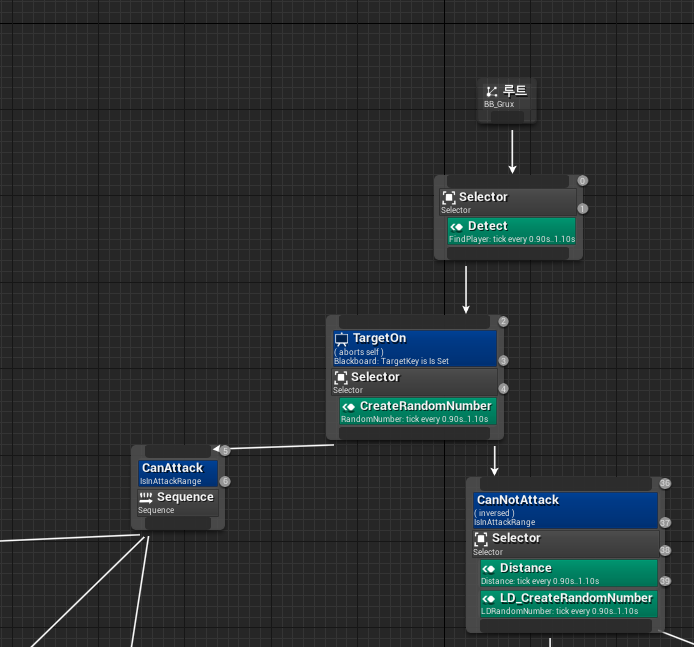 루트
BB_Grux
0
Selector
Selector
1
Detect
FindPlayer: tick every 0.90s..1.10s
2
TargetOn
( aborts self )
Blackboard: TargetKey is Is Set
3
Selector
Selector
4
CreateRandomNumber
RandomNumber: tick every 0.90s..1.10s
5
CanAttack
IsInAttackRange
6
Sequence
Sequence
36
CanNotAttack
( inversed )
IsInAttackRange
37
Selector
Selector
38
Distance
Distance: tick every 0.90s..1.10s
39
LD_CreateRandomNumber
LDRandomNumber: tick every 0.90s..1.10s